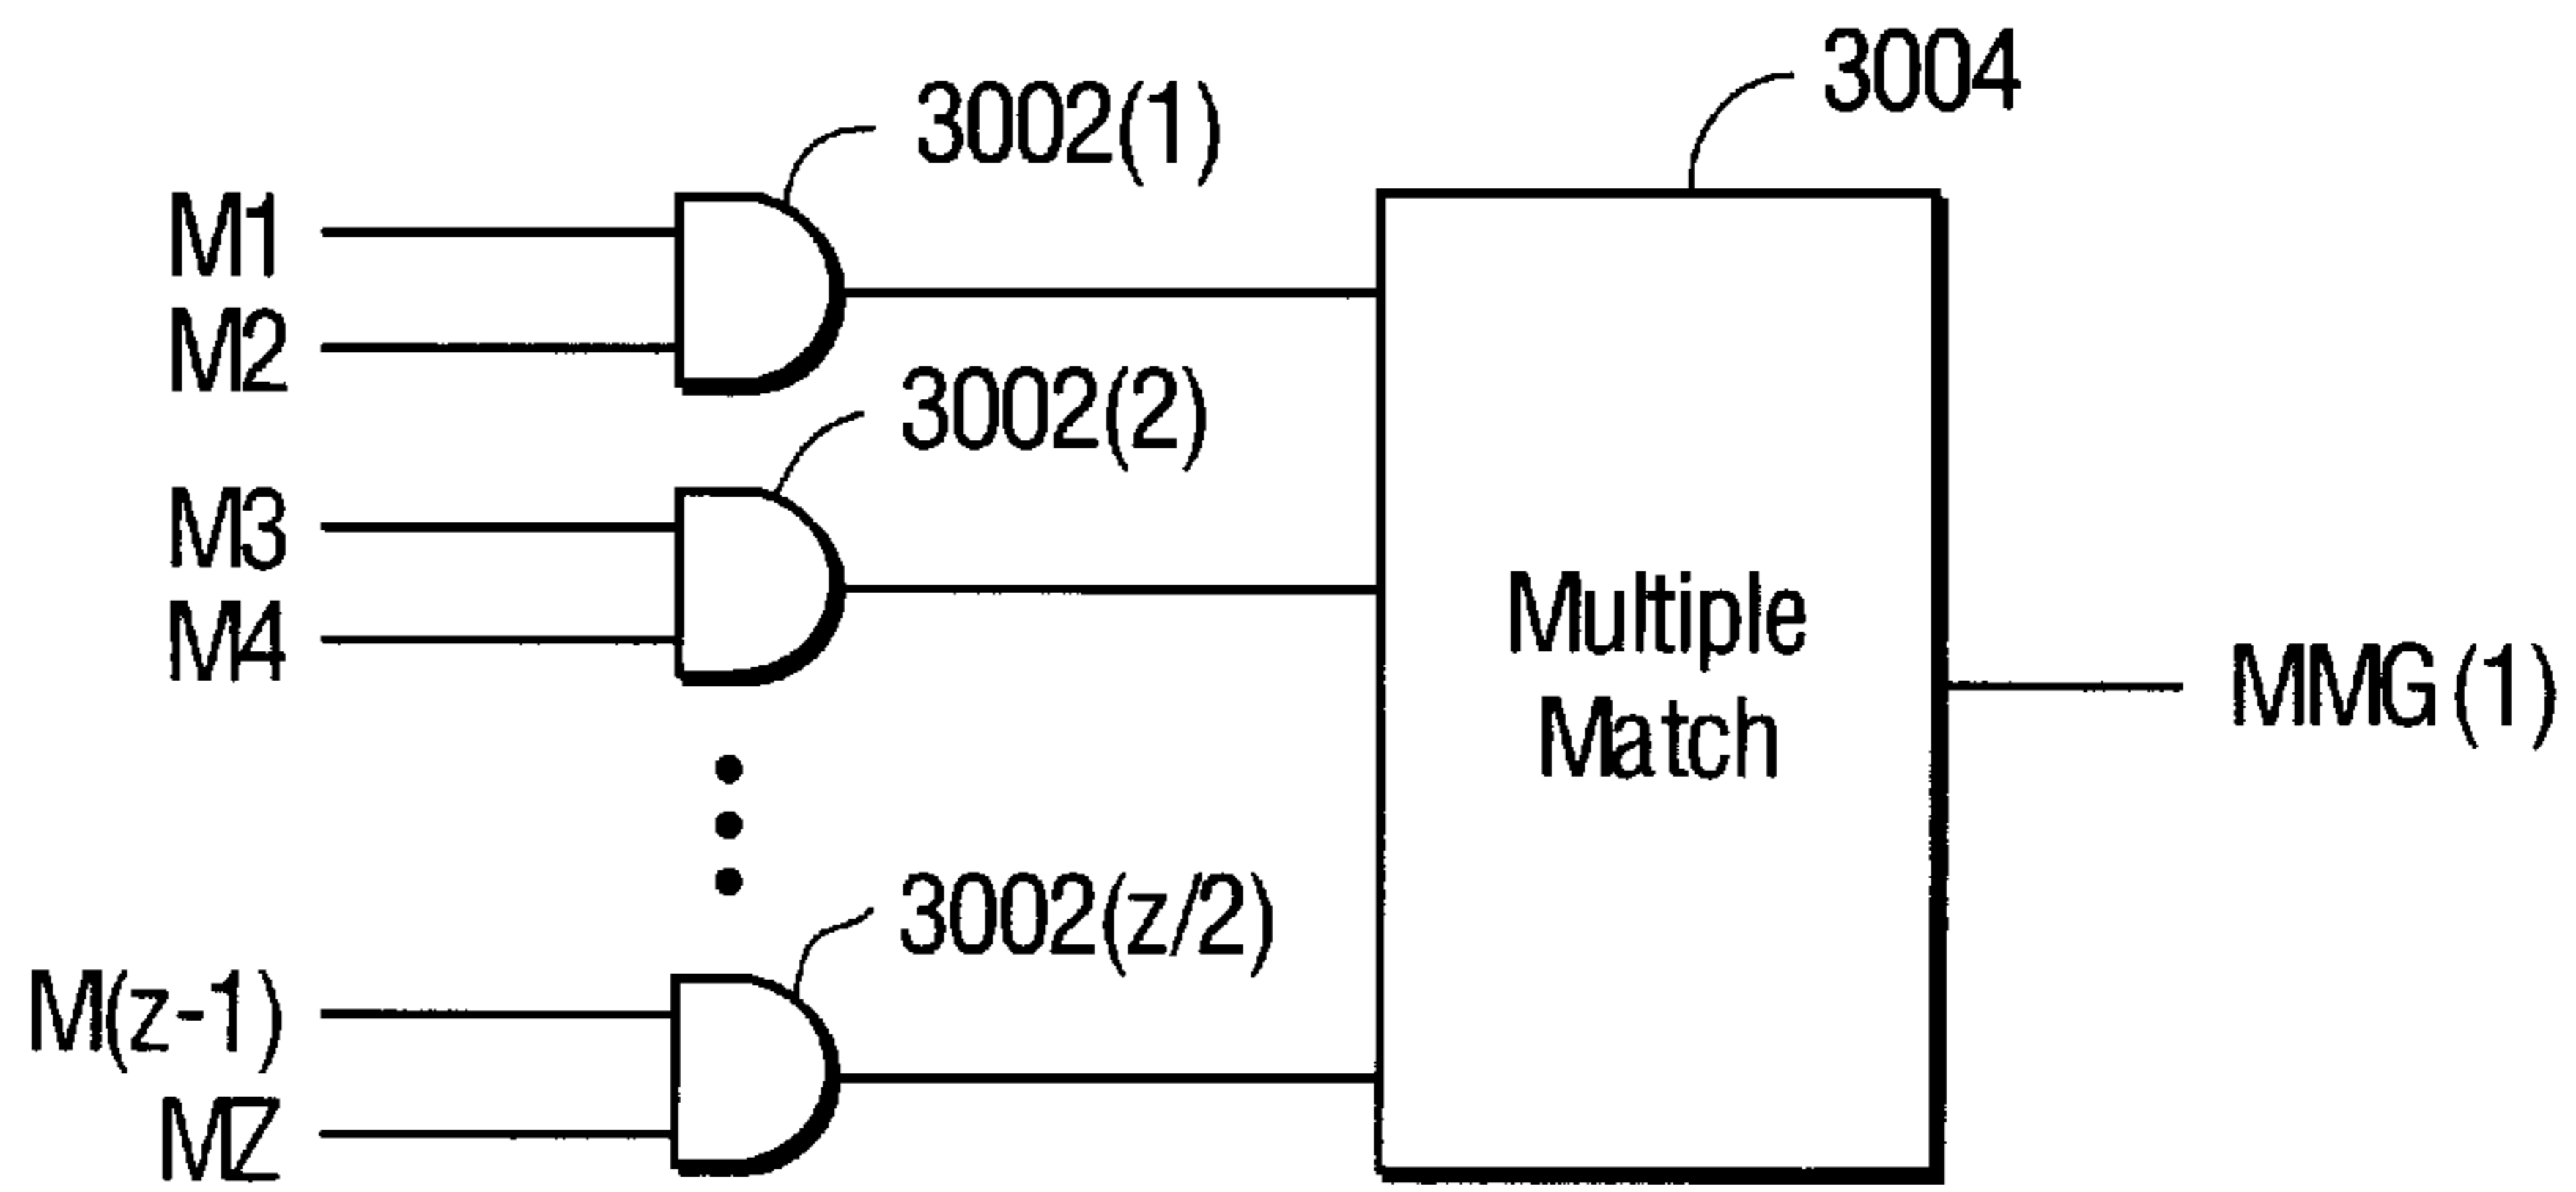 3004
3002(1)
M1
M2
3002(2)
M3
M4
Multiple
Match
MMG(1)
3002(z/2)
M(z-1)
MZ